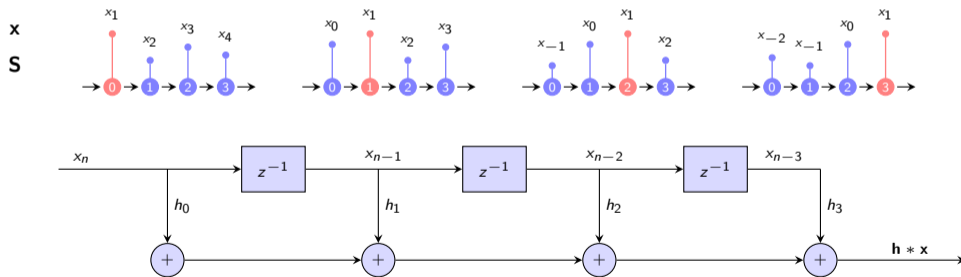 x₁ x₂ x₃ x₄ x₀ x₁ x₂ x₃ x₋₁ x₀ x₁ x₂ x₋₂ x₋₁ x₀ x₁
x
S
0 1 2 3 0 1 2 3 0 1 2 3 0 1 2 3
xₙ xₙ₋₁ xₙ₋₂ xₙ₋₃
z⁻¹ z⁻¹ z⁻¹
h₀ h₁ h₂ h₃
h ∗ x
+ + + +